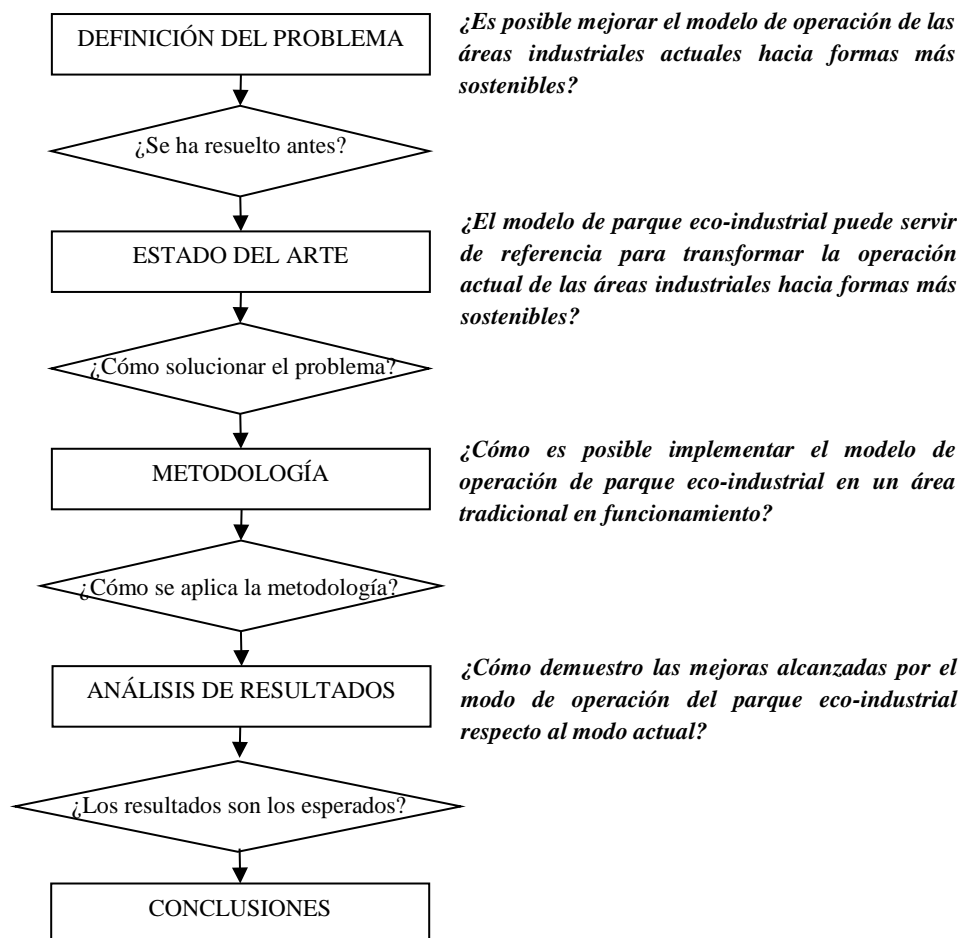 DEFINICIÓN DEL PROBLEMA
¿Es posible mejorar el modelo de operación de las
áreas industriales actuales hacia formas más
sostenibles?
¿Se ha resuelto antes?
ESTADO DEL ARTE
¿El modelo de parque eco-industrial puede servir
de referencia para transformar la operación
actual de las áreas industriales hacia formas más
sostenibles?
¿Cómo solucionar el problema?
METODOLOGÍA
¿Cómo es posible implementar el modelo de
operación de parque eco-industrial en un área
tradicional en funcionamiento?
¿Cómo se aplica la metodología?
ANÁLISIS DE RESULTADOS
¿Cómo demuestro las mejoras alcanzadas por el
modo de operación del parque eco-industrial
respecto al modo actual?
¿Los resultados son los esperados?
CONCLUSIONES